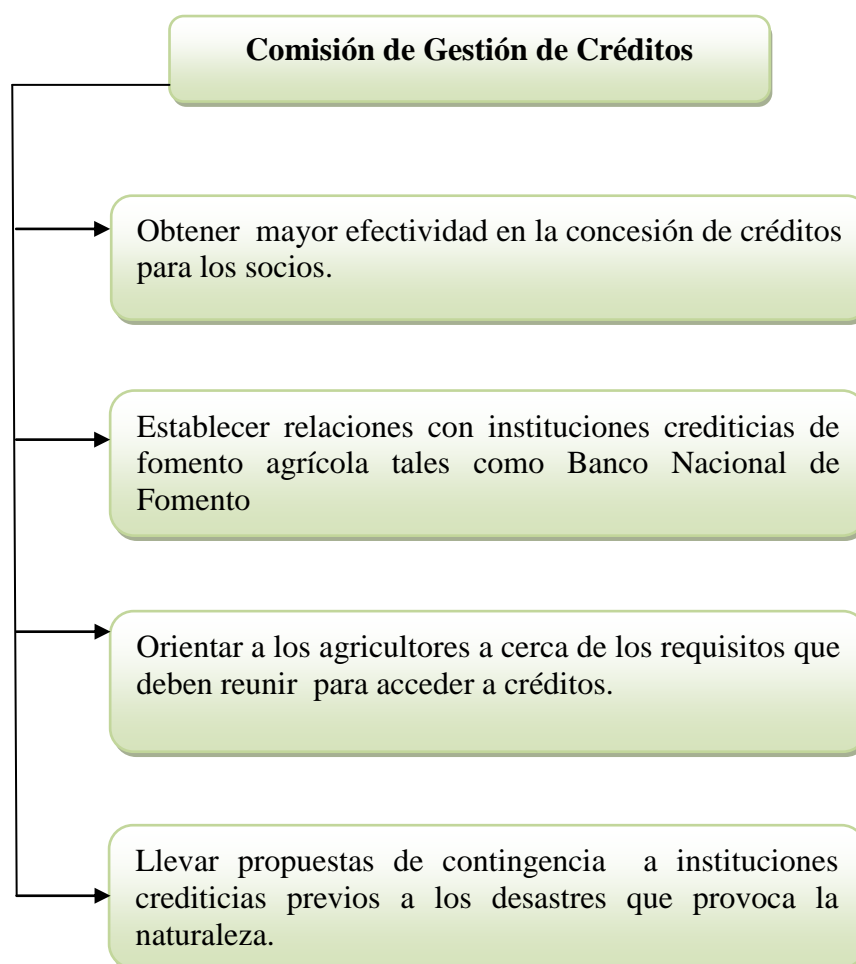 Comisión de Gestión de Créditos
Obtener mayor efectividad en la concesión de créditos
para los socios.
Establecer relaciones con instituciones crediticias de
fomento agrícola tales como Banco Nacional de
Fomento
Orientar a los agricultores a cerca de los requisitos que
deben reunir para acceder a créditos.
Llevar propuestas de contingencia a instituciones
crediticias previos a los desastres que provoca la
naturaleza.